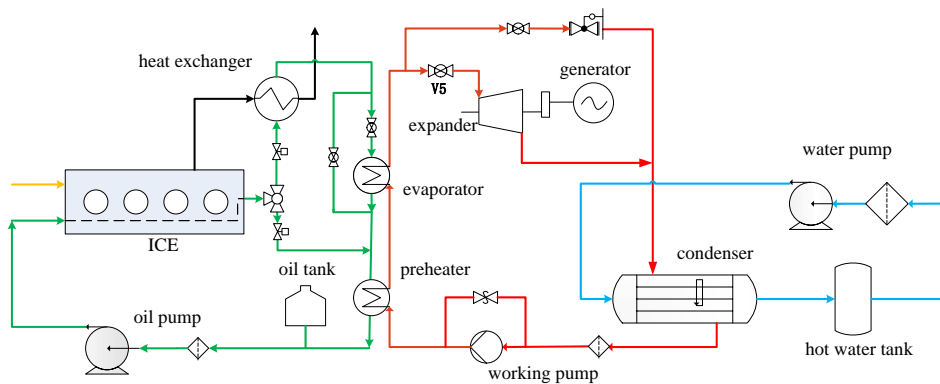 heat exchanger
generator
V5
expander
water pump
evaporator
ICE
oil tank
preheater
condenser
oil pump
working pump
hot water tank